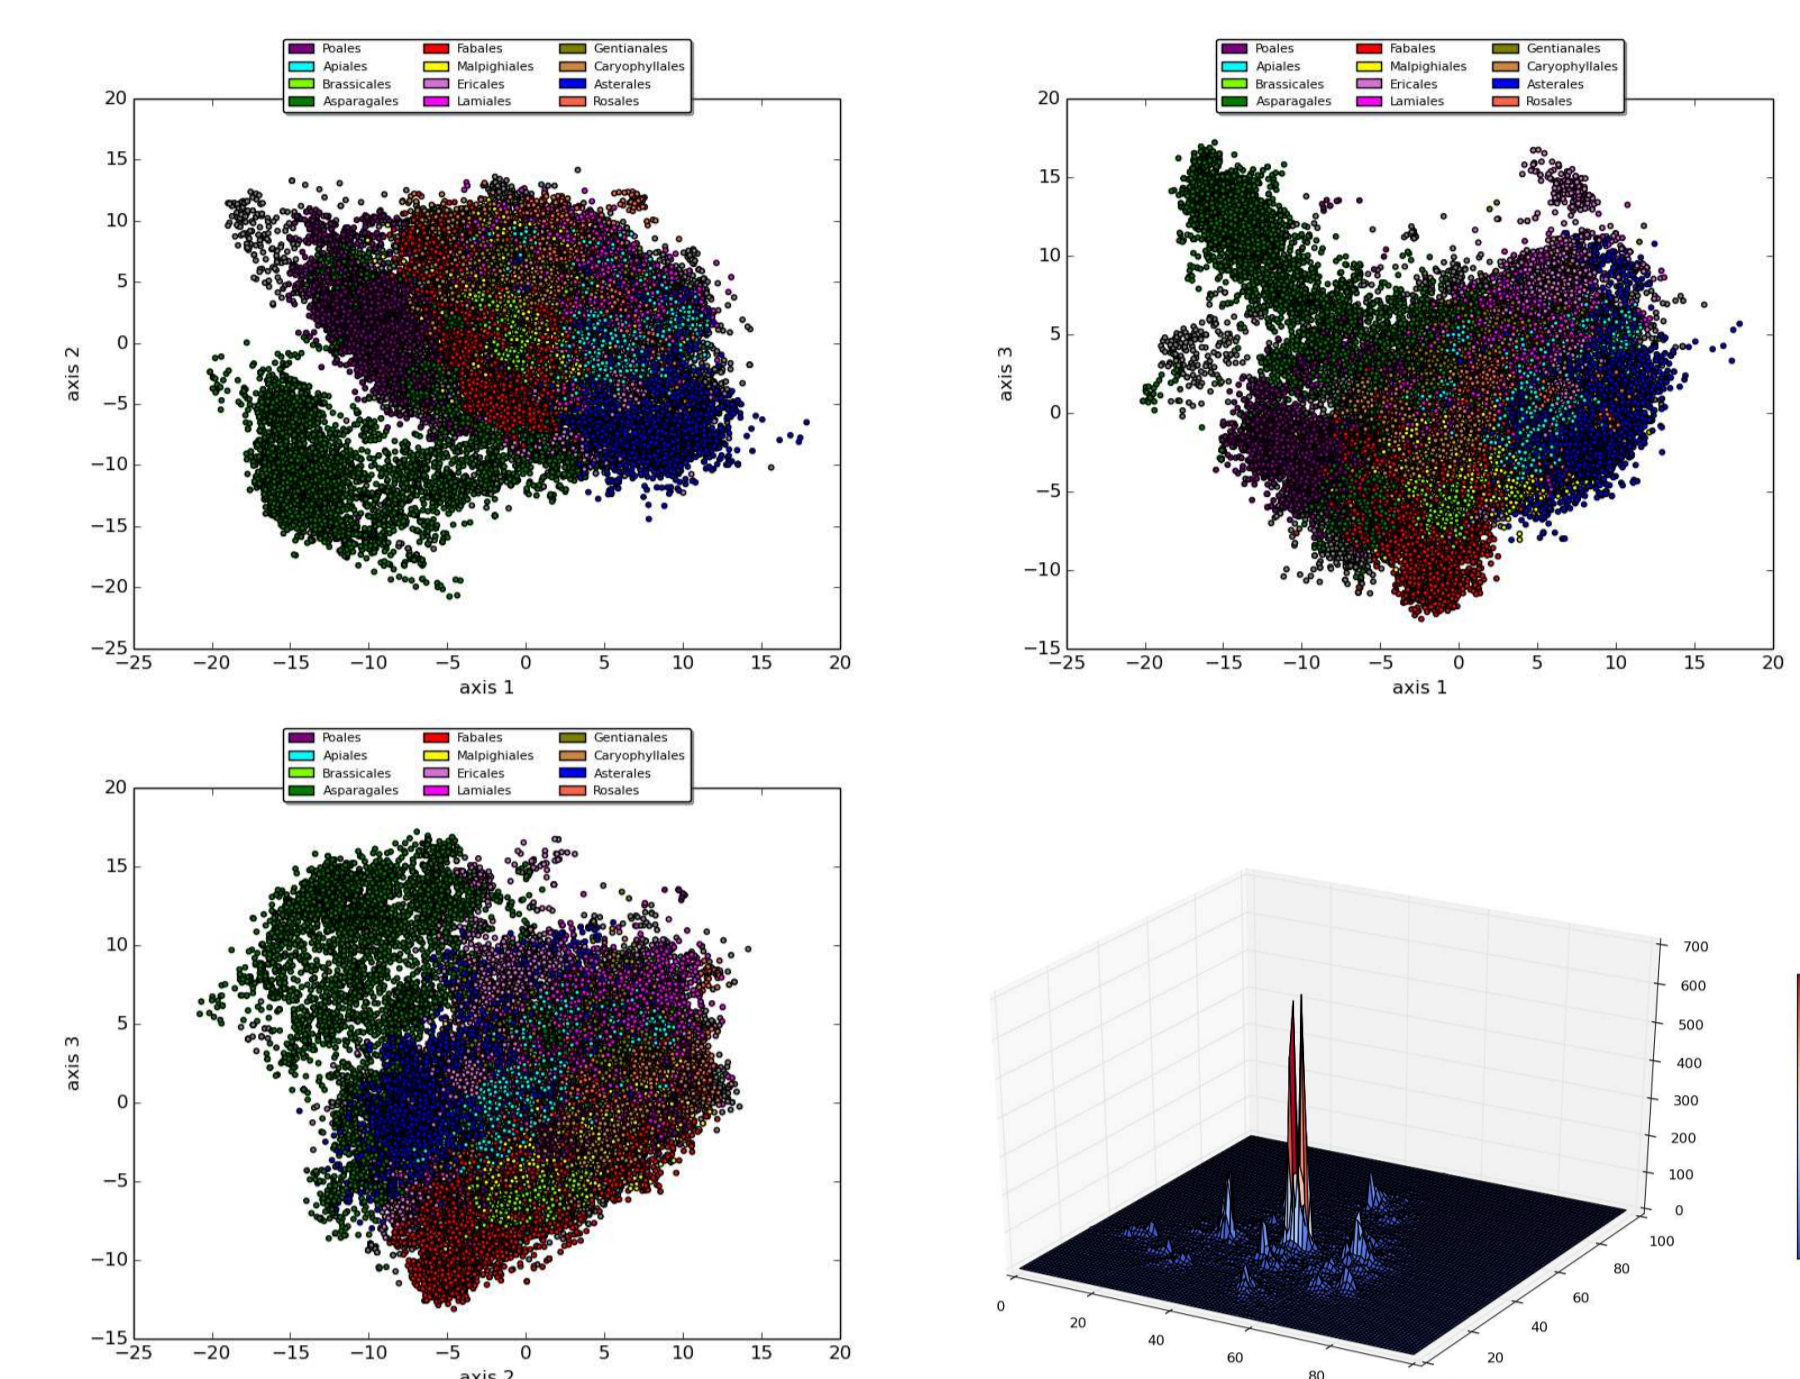 Poales Fabales Gentianales
Apiales Malpighiales Caryophyllales
Brassicales Ericales Asterales
Asparagales Lamiales Rosales
20
15
10
5
0
−5
−10
−15
−20
−25
−25 −20 −15 −10 −5 0 5 10 15 20
axis 1
axis 2
Poales Fabales Gentianales
Apiales Malpighiales Caryophyllales
Brassicales Ericales Asterales
Asparagales Lamiales Rosales
20
15
10
5
0
−5
−10
−15
−25 −20 −15 −10 −5 0 5 10 15 20
axis 1
axis 3
Poales Fabales Gentianales
Apiales Malpighiales Caryophyllales
Brassicales Ericales Asterales
Asparagales Lamiales Rosales
20
15
10
5
0
−5
−10
−15
−25 −20 −15 −10 −5 0 5 10 15 20
axis 2
axis 3
700
600
500
400
300
200
100
0
100
80
60
40
20
0
20
40
60
80